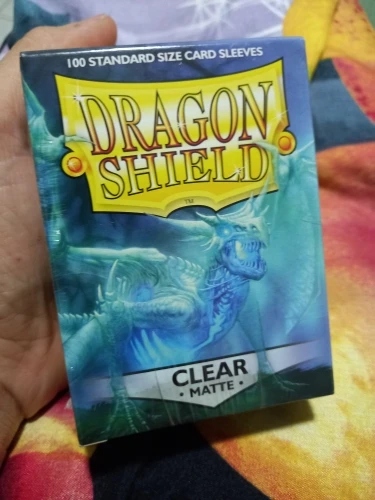 100 STANDARD SIZE CARD SLEEVES
DRAGON
SHIELD
TM
CLEAR
• MATTE •